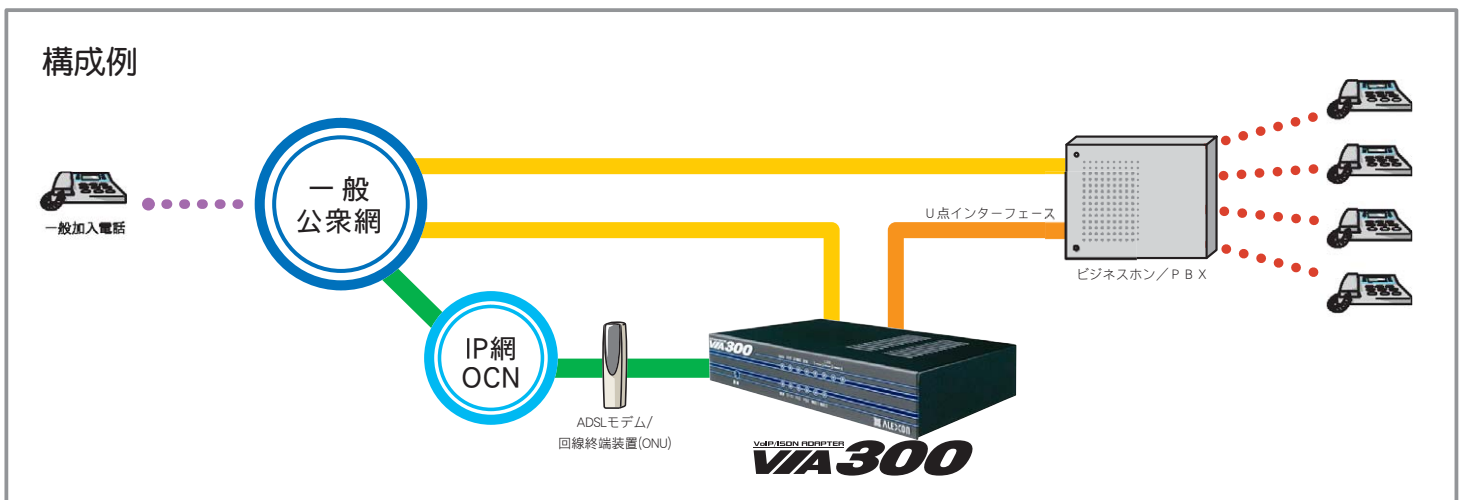 構成例
一般加入電話
一般
公衆網
IP網
OCN
ADSLモデム/
回線終端装置(ONU)
U点インターフェース
ビジネスホン/PBX
VIA300
ALEXON
VoIP/ISDN ADAPTER
VIA300